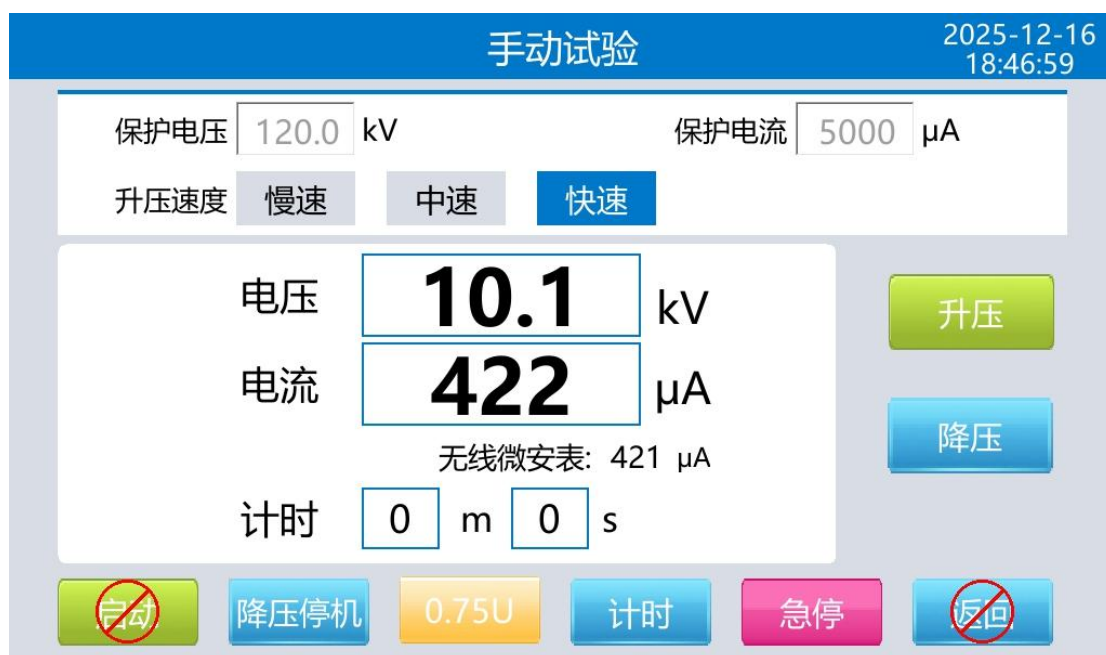 手动试验
2025-12-16
18:46:59
保护电压 120.0 kV 保护电流 5000 μA
升压速度 慢速 中速 快速
电压 10.1 kV
升压
电流 422 μA
降压
无线微安表: 421 μA
计时 0 m 0 s
启动 降压停机 0.75U 计时 急停 返回